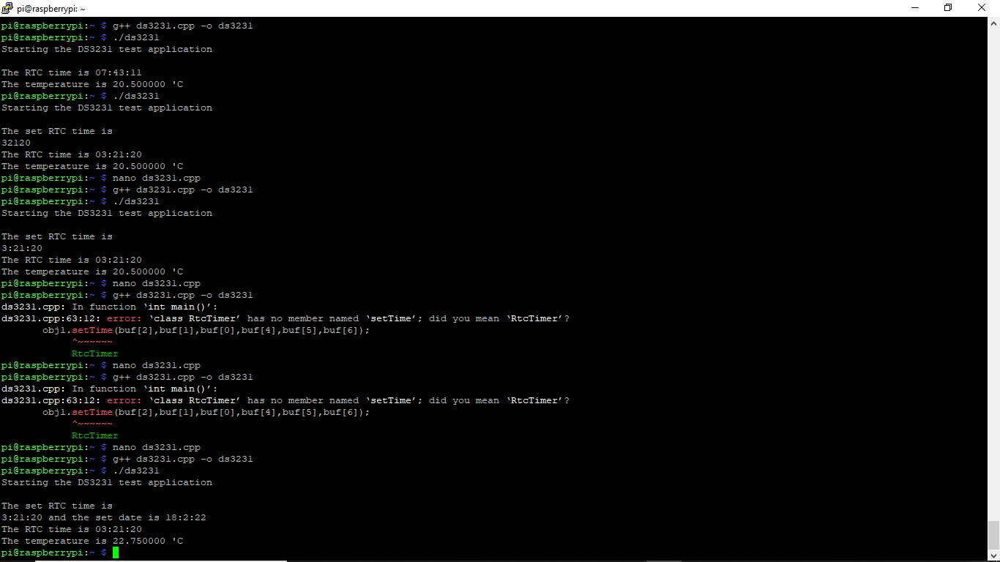 pi@raspberrypi: ~
pi@raspberrypi:~ $ g++ ds3231.cpp -o ds3231
pi@raspberrypi:~ $ ./ds3231
Starting the DS3231 test application
The RTC time is 07:43:11
The temperature is 20.500000 'C
pi@raspberrypi:~ $ ./ds3231
Starting the DS3231 test application
The set RTC time is
32120
The RTC time is 03:21:20
The temperature is 20.500000 'C
pi@raspberrypi:~ $ nano ds3231.cpp
pi@raspberrypi:~ $ g++ ds3231.cpp -o ds3231
pi@raspberrypi:~ $ ./ds3231
Starting the DS3231 test application
The set RTC time is
3:21:20
The RTC time is 03:21:20
The temperature is 20.500000 'C
pi@raspberrypi:~ $ nano ds3231.cpp
pi@raspberrypi:~ $ g++ ds3231.cpp -o ds3231
ds3231.cpp: In function ‘int main()’:
ds3231.cpp:63:12: error: ‘class RtcTimer’ has no member named ‘setTime’; did you mean ‘RtcTimer’?
obj1.setTime(buf[2],buf[1],buf[0],buf[4],buf[5],buf[6]);
^~~~~~~
RtcTimer
pi@raspberrypi:~ $ nano ds3231.cpp
pi@raspberrypi:~ $ g++ ds3231.cpp -o ds3231
ds3231.cpp: In function ‘int main()’:
ds3231.cpp:63:12: error: ‘class RtcTimer’ has no member named ‘setTime’; did you mean ‘RtcTimer’?
obj1.setTime(buf[2],buf[1],buf[0],buf[4],buf[5],buf[6]);
^~~~~~~
RtcTimer
pi@raspberrypi:~ $ nano ds3231.cpp
pi@raspberrypi:~ $ g++ ds3231.cpp -o ds3231
pi@raspberrypi:~ $ ./ds3231
Starting the DS3231 test application
The set RTC time is
3:21:20 and the set date is 18:2:22
The RTC time is 03:21:20
The temperature is 22.750000 'C
pi@raspberrypi:~ $